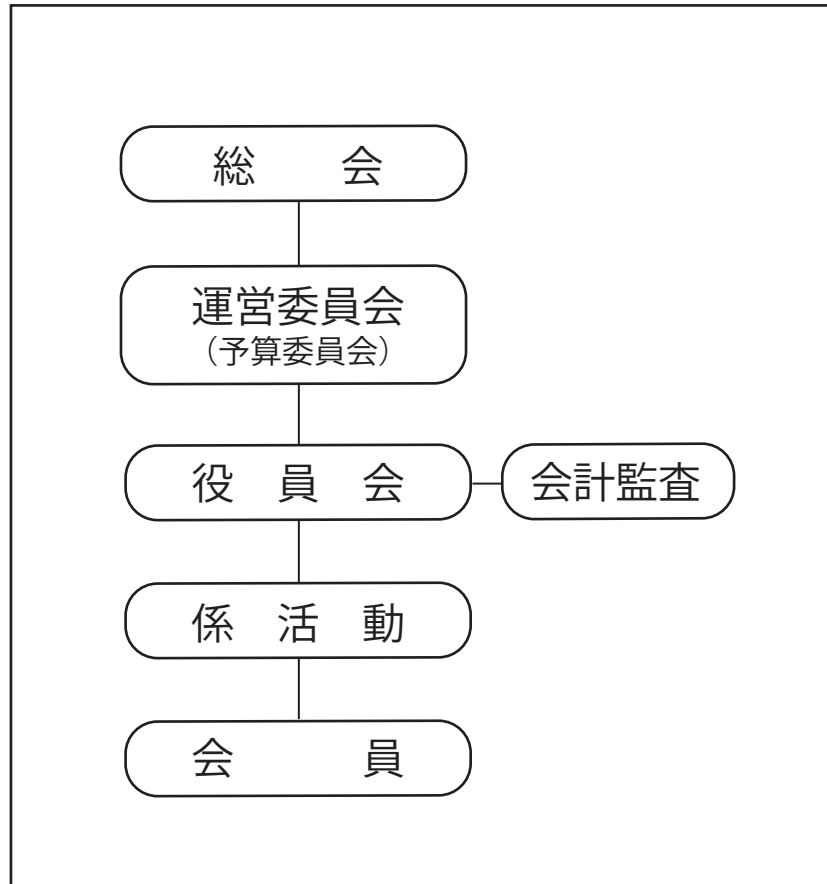 総　会
運営委員会
（予算委員会）
役　員　会
会計監査
係　活　動
会　員